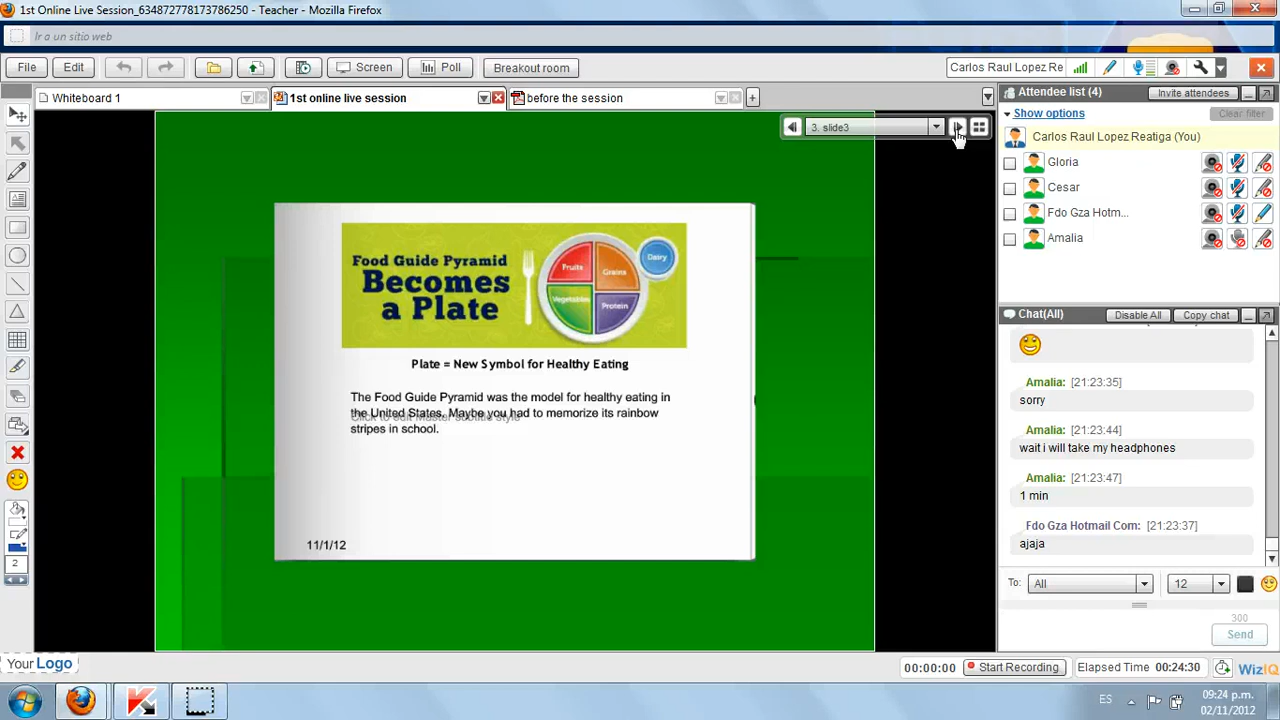 1st Online Live Session_634872778173786250 - Teacher - Mozilla Firefox
Ir a un sitio web
File Edit Screen Poll Breakout room Carlos Raul Lopez Re
Whiteboard 1 1st online live session before the session
3. slide3
Food Guide Pyramid
Becomes
a Plate
Fruits Grains Dairy
Vegetables Protein
Plate = New Symbol for Healthy Eating
The Food Guide Pyramid was the model for healthy eating in
the United States. Maybe you had to memorize its rainbow
Click to edit Master subtitle style
stripes in school.
11/1/12
Attendee list (4) Invite attendees
Show options Clear filter
Carlos Raul Lopez Reatiga (You)
Gloria
Cesar
Fdo Gza Hotm...
Amalia
Chat(All) Disable All Copy chat
Amalia: [21:23:35]
sorry
Amalia: [21:23:44]
wait i will take my headphones
Amalia: [21:23:47]
1 min
Fdo Gza Hotmail Com: [21:23:37]
ajaja
To: All 12
300
Send
2
Your Logo 00:00:00 Start Recording Elapsed Time 00:24:30 WizIQ
ES 09:24 p.m.
02/11/2012